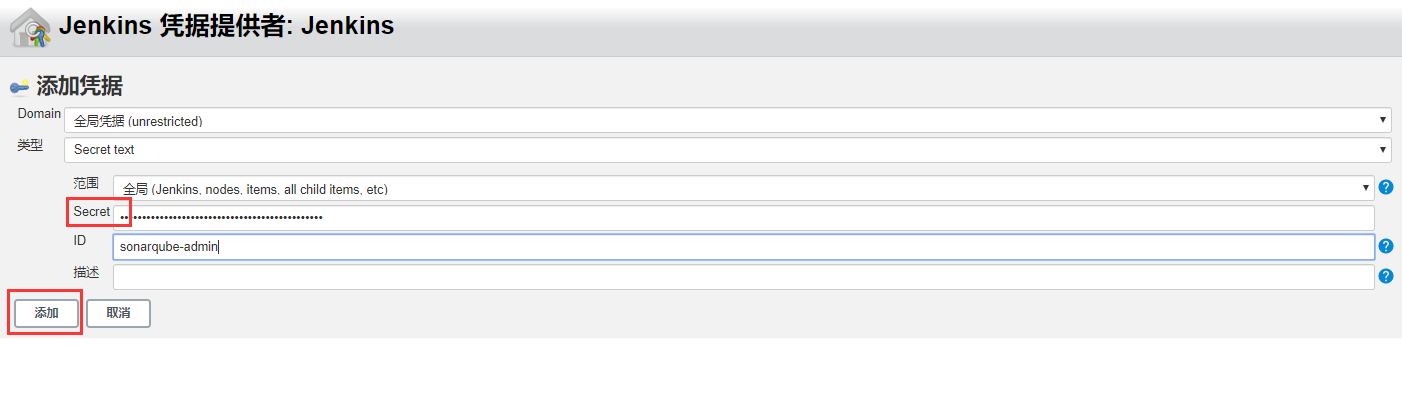 Jenkins 凭据提供者: Jenkins
添加凭据
Domain 全局凭据 (unrestricted)
类型 Secret text
范围 全局 (Jenkins, nodes, items, all child items, etc)
Secret
ID sonarqube-admin
描述
添加 取消